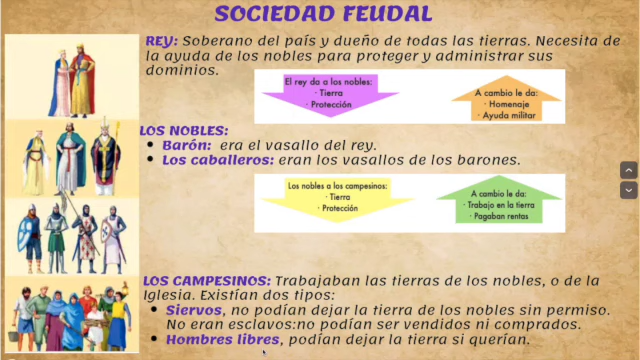 SOCIEDAD FEUDAL
REY: Soberano del país y dueño de todas las tierras. Necesita de
la ayuda de los nobles para proteger y administrar sus
dominios.
El rey da a los nobles:
· Tierra
· Protección
A cambio le da:
· Homenaje
· Ayuda militar
LOS NOBLES:
• Barón: era el vasallo del rey.
• Los caballeros: eran los vasallos de los barones.
Los nobles a los campesinos:
· Tierra
· Protección
A cambio le da:
· Trabajo en la tierra
· Pagaban rentas
LOS CAMPESINOS: Trabajaban las tierras de los nobles, o de la
Iglesia. Existían dos tipos:
• Siervos, no podían dejar la tierra de los nobles sin permiso.
No eran esclavos:no podían ser vendidos ni comprados.
• Hombres libres, podían dejar la tierra si querían.